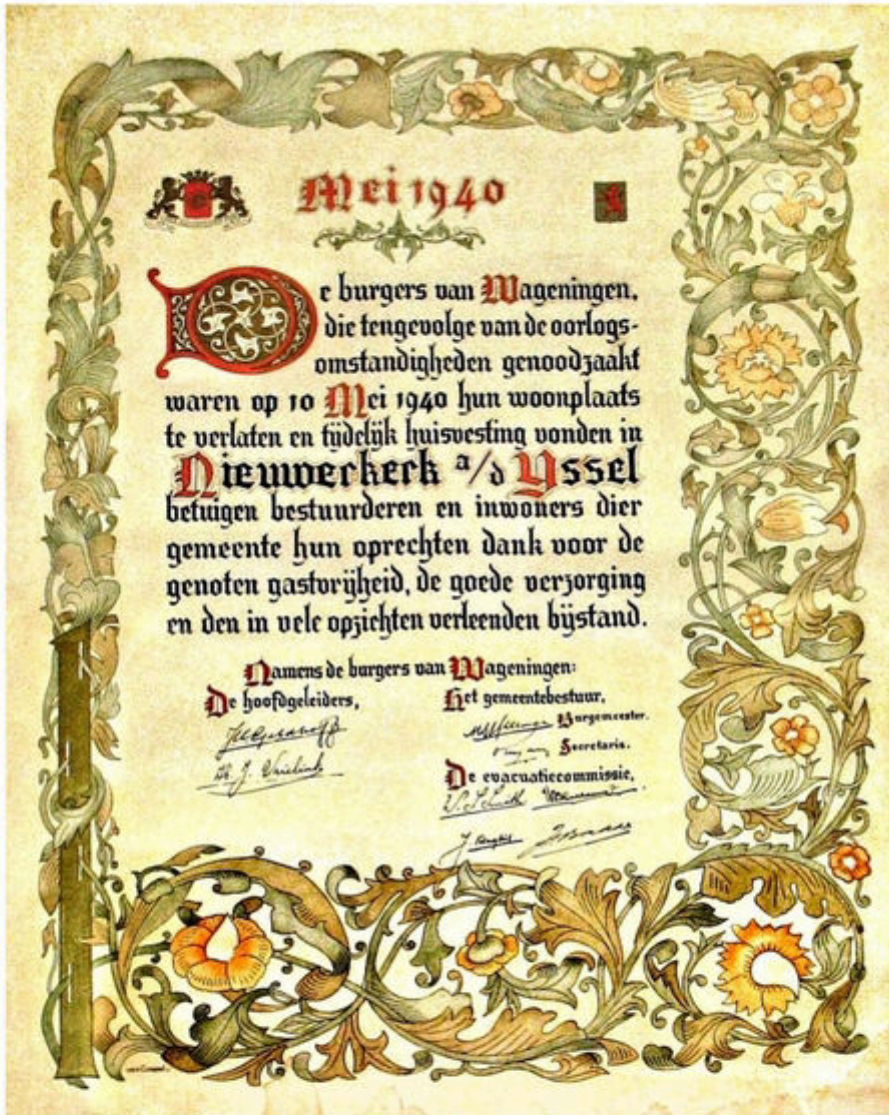 Mei 1940
De burgers van Wageningen,
die tengevolge van de oorlogs-
omstandigheden genoodzaakt
waren op 10 Mei 1940 hun woonplaats
te verlaten en tijdelijk huisvesting vonden in
Nieuwerkerk a/d Yssel
betuigen bestuurderen en inwoners dier
gemeente hun oprechten dank voor de
genoten gastvrijheid, de goede verzorging
en den in vele opzichten verleenden bijstand.
Namens de burgers van Wageningen:
De hoofdgeleiders,
Het gemeentebestuur,
Burgemeester.
Secretaris.
De evacuatiecommissie,